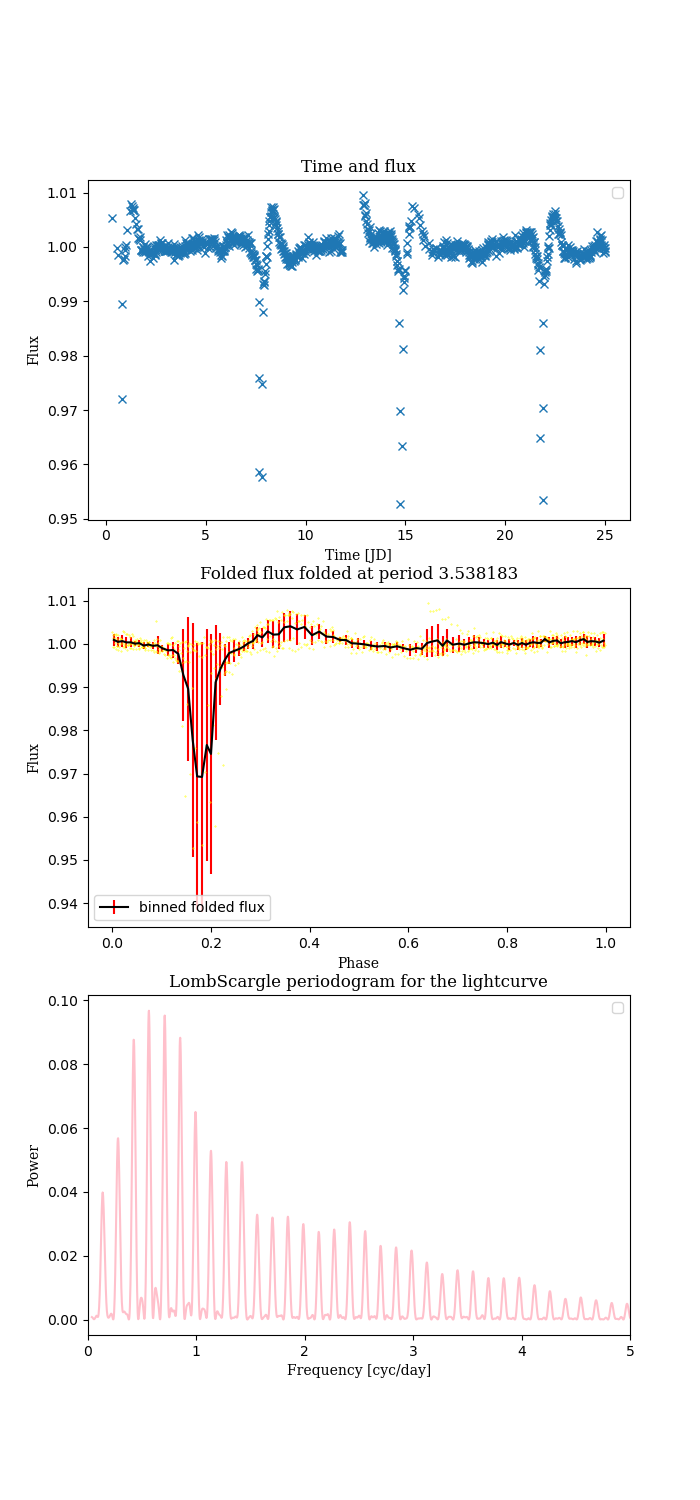 Time and flux
1.01
1.00
0.99
0.98
0.97
0.96
0.95
Flux
0 5 10 15 20 25
Time [JD]
Folded flux folded at period 3.538183
1.01
1.00
0.99
0.98
0.97
0.96
0.95
0.94
Flux
binned folded flux
0.0 0.2 0.4 0.6 0.8 1.0
Phase
LombScargle periodogram for the lightcurve
0.10
0.08
0.06
0.04
0.02
0.00
Power
0 1 2 3 4 5
Frequency [cyc/day]